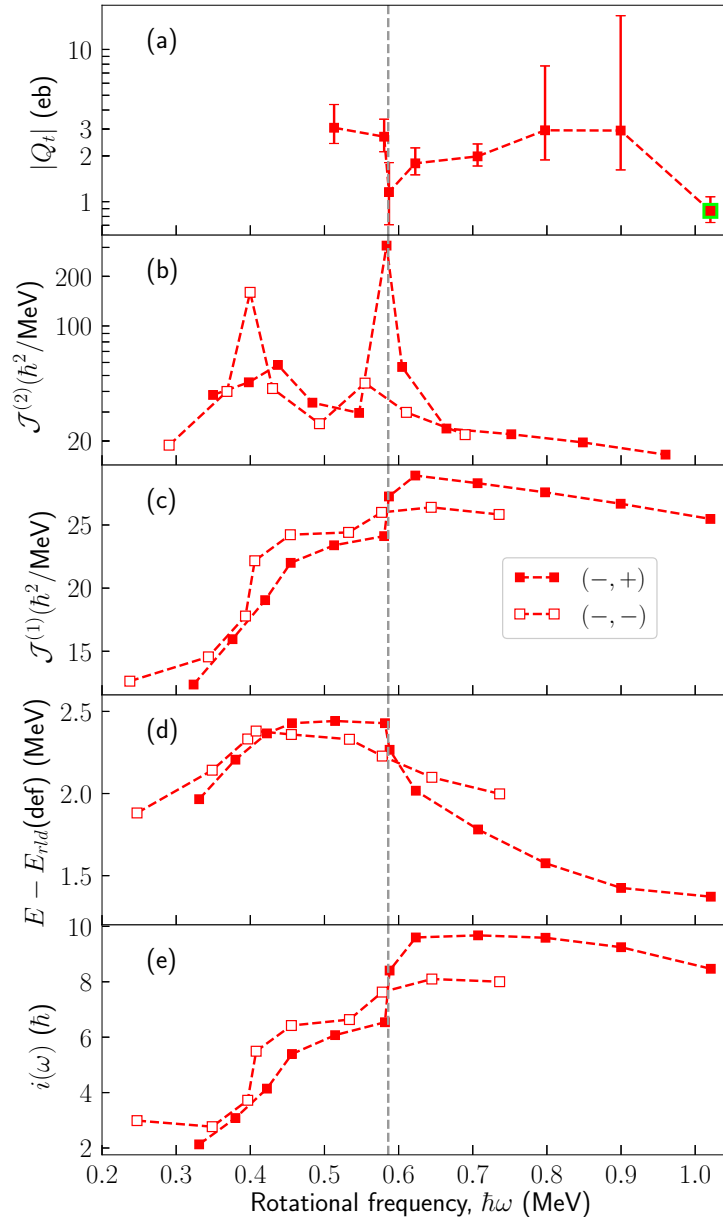 (a)
10
3
2
1
|Q_t| (eb)
(b)
200
100
20
𝒥^(2)(ħ²/MeV)
(c)
25
20
15
𝒥^(1)(ħ²/MeV)
(−, +)
(−, −)
(d)
2.5
2.0
1.5
E − E_rld(def) (MeV)
(e)
10
8
6
4
2
i(ω) (ħ)
0.2 0.3 0.4 0.5 0.6 0.7 0.8 0.9 1.0
Rotational frequency, ħω (MeV)